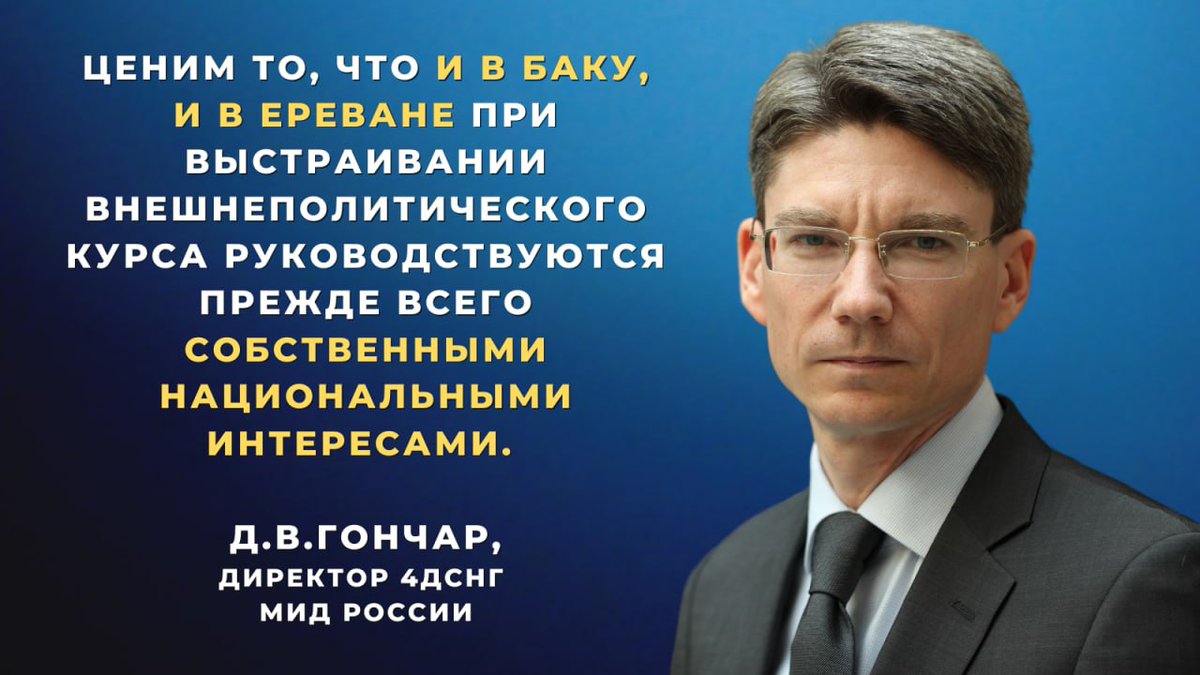 ЦЕНИМ ТО, ЧТО И В БАКУ,
И В ЕРЕВАНЕ ПРИ
ВЫСТРАИВАНИИ
ВНЕШНЕПОЛИТИЧЕСКОГО
КУРСА РУКОВОДСТВУЮТСЯ
ПРЕЖДЕ ВСЕГО
СОБСТВЕННЫМИ
НАЦИОНАЛЬНЫМИ
ИНТЕРЕСАМИ.
Д.В.ГОНЧАР,
ДИРЕКТОР 4ДСНГ
МИД РОССИИ